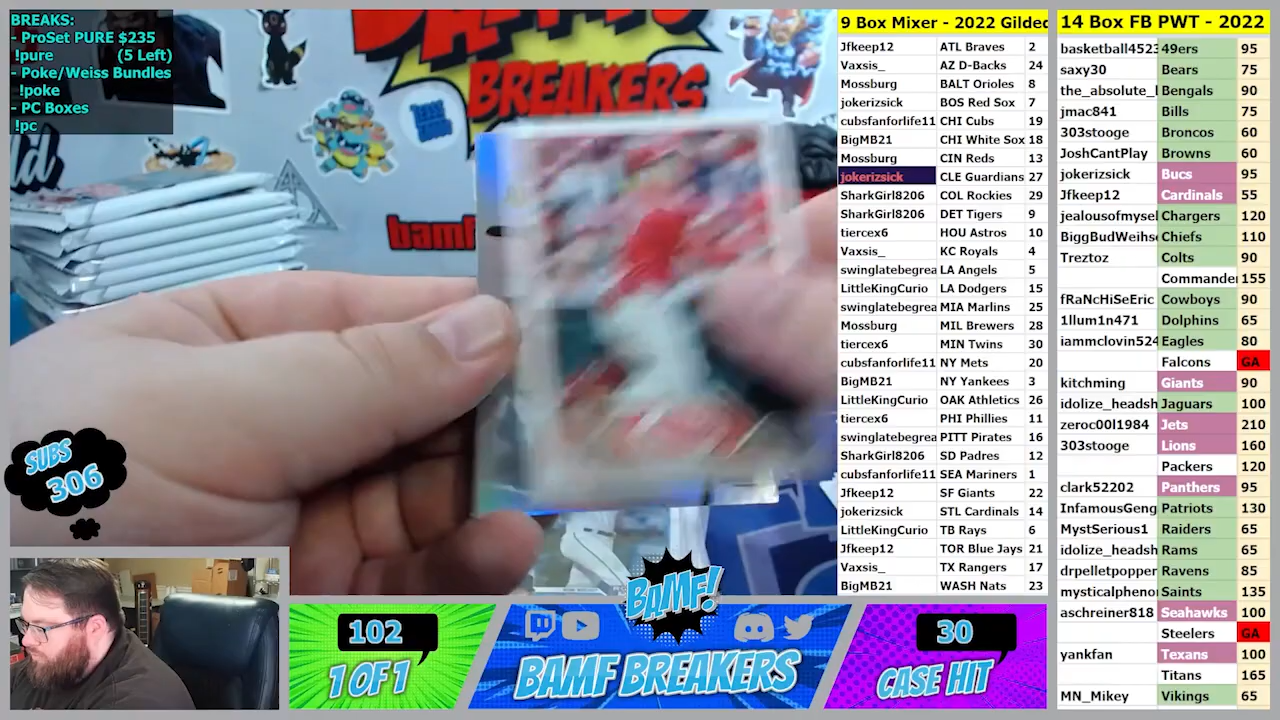 BREAKS:
- ProSet PURE $235
!pure (5 Left)
- Poke/Weiss Bundles
!poke
- PC Boxes
!pc
BREAKERS
bamf
SUBS
306
9 Box Mixer - 2022 Gilded
Jfkeep12 ATL Braves 2
Vaxsis_ AZ D-Backs 24
Mossburg BALT Orioles 8
jokerizsick BOS Red Sox 7
cubsfanforlife11 CHI Cubs 19
BigMB21 CHI White Sox 18
Mossburg CIN Reds 13
jokerizsick CLE Guardians 27
SharkGirl8206 COL Rockies 29
SharkGirl8206 DET Tigers 9
tiercex6 HOU Astros 10
Vaxsis_ KC Royals 4
swinglatebegrea LA Angels 5
LittleKingCurio LA Dodgers 15
swinglatebegrea MIA Marlins 25
Mossburg MIL Brewers 28
tiercex6 MIN Twins 30
cubsfanforlife11 NY Mets 20
BigMB21 NY Yankees 3
LittleKingCurio OAK Athletics 26
tiercex6 PHI Phillies 11
swinglatebegrea PITT Pirates 16
SharkGirl8206 SD Padres 12
cubsfanforlife11 SEA Mariners 1
Jfkeep12 SF Giants 22
jokerizsick STL Cardinals 14
LittleKingCurio TB Rays 6
Jfkeep12 TOR Blue Jays 21
Vaxsis_ TX Rangers 17
BigMB21 WASH Nats 23
14 Box FB PWT - 2022
basketball4523 49ers 95
saxy30 Bears 75
the_absolute_l Bengals 90
jmac841 Bills 75
303stooge Broncos 60
JoshCantPlay Browns 60
jokerizsick Bucs 95
Jfkeep12 Cardinals 55
jealousofmysel Chargers 120
BiggBudWeihs Chiefs 110
Treztoz Colts 90
Commande 155
fRaNcHiSeEric Cowboys 90
1llum1n471 Dolphins 65
iammclovin524 Eagles 80
Falcons GA
kitchming Giants 90
idolize_headsh Jaguars 100
zeroc00l1984 Jets 210
303stooge Lions 160
Packers 120
clark52202 Panthers 95
InfamousGeng Patriots 130
MystSerious1 Raiders 65
idolize_headsh Rams 65
drpelletpopper Ravens 85
mysticalpheno Saints 135
aschreiner818 Seahawks 100
Steelers GA
yankfan Texans 100
Titans 165
MN_Mikey Vikings 65
102
1 OF 1
BAMF!
BAMF BREAKERS
30
CASE HIT